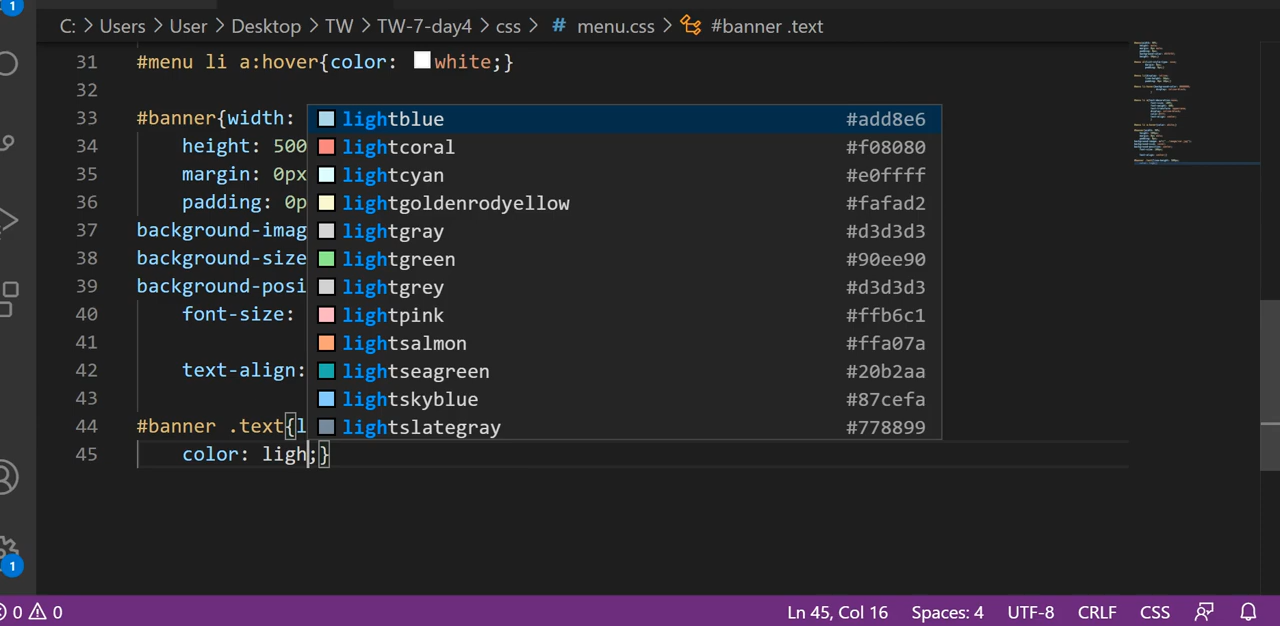 1
C: > Users > User > Desktop > TW > TW-7-day4 > css > # menu.css > #banner .text
31 #menu li a:hover{color: white;}
32
33 #banner{width:
34 height: 500
35 margin: 0px
36 padding: 0p
37 background-imag
38 background-size
39 background-posi
40 font-size:
41
42 text-align:
43
44 #banner .text{l
45 color: ligh;}
lightblue #add8e6
lightcoral #f08080
lightcyan #e0ffff
lightgoldenrodyellow #fafad2
lightgray #d3d3d3
lightgreen #90ee90
lightgrey #d3d3d3
lightpink #ffb6c1
lightsalmon #ffa07a
lightseagreen #20b2aa
lightskyblue #87cefa
lightslategray #778899
1
0 0 Ln 45, Col 16 Spaces: 4 UTF-8 CRLF CSS